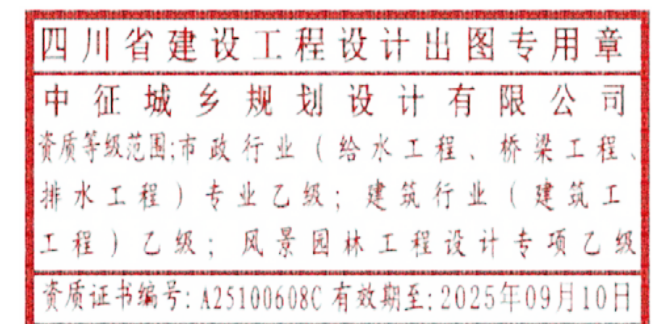 四川省建设工程设计出图专用章
中征城乡规划设计有限公司
资质等级范围:市政行业(给水工程、桥梁工程、
排水工程)专业乙级;建筑行业(建筑工
工程)乙级;风景园林工程设计专项乙级
资质证书编号:A25100608C 有效期至:2025年09月10日